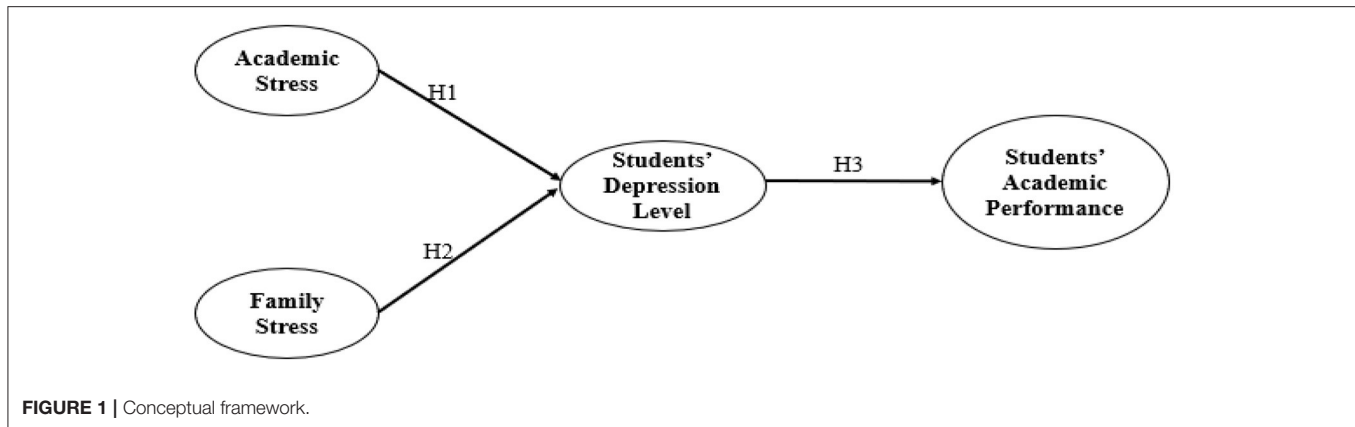 Academic
Stress
H1
Students'
Depression
Level
H3
Students'
Academic
Performance
H2
Family
Stress
FIGURE 1 | Conceptual framework.